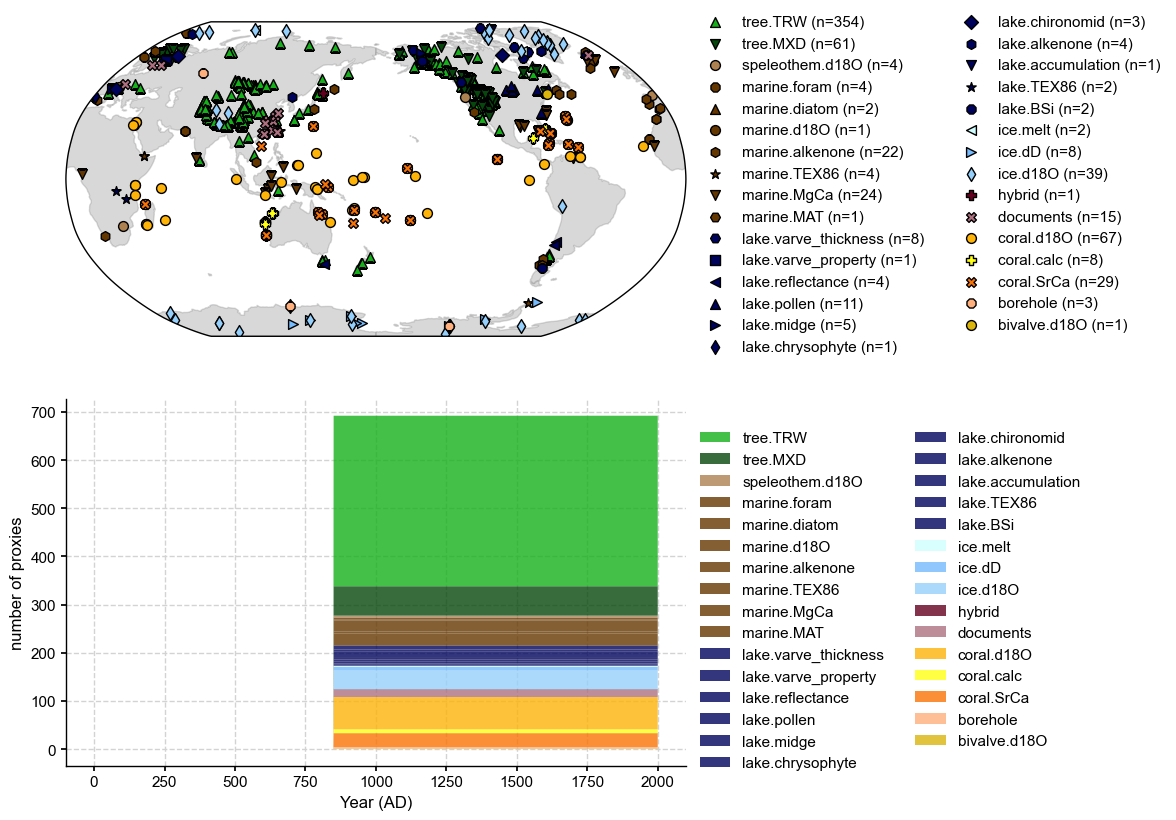 tree.TRW (n=354)
tree.MXD (n=61)
speleothem.d18O (n=4)
marine.foram (n=4)
marine.diatom (n=2)
marine.d18O (n=1)
marine.alkenone (n=22)
marine.TEX86 (n=4)
marine.MgCa (n=24)
marine.MAT (n=1)
lake.varve_thickness (n=8)
lake.varve_property (n=1)
lake.reflectance (n=4)
lake.pollen (n=11)
lake.midge (n=5)
lake.chrysophyte (n=1)
lake.chironomid (n=3)
lake.alkenone (n=4)
lake.accumulation (n=1)
lake.TEX86 (n=2)
lake.BSi (n=2)
ice.melt (n=2)
ice.dD (n=8)
ice.d18O (n=39)
hybrid (n=1)
documents (n=15)
coral.d18O (n=67)
coral.calc (n=8)
coral.SrCa (n=29)
borehole (n=3)
bivalve.d18O (n=1)
number of proxies
700
600
500
400
300
200
100
0
0 250 500 750 1000 1250 1500 1750 2000
Year (AD)
tree.TRW
tree.MXD
speleothem.d18O
marine.foram
marine.diatom
marine.d18O
marine.alkenone
marine.TEX86
marine.MgCa
marine.MAT
lake.varve_thickness
lake.varve_property
lake.reflectance
lake.pollen
lake.midge
lake.chrysophyte
lake.chironomid
lake.alkenone
lake.accumulation
lake.TEX86
lake.BSi
ice.melt
ice.dD
ice.d18O
hybrid
documents
coral.d18O
coral.calc
coral.SrCa
borehole
bivalve.d18O